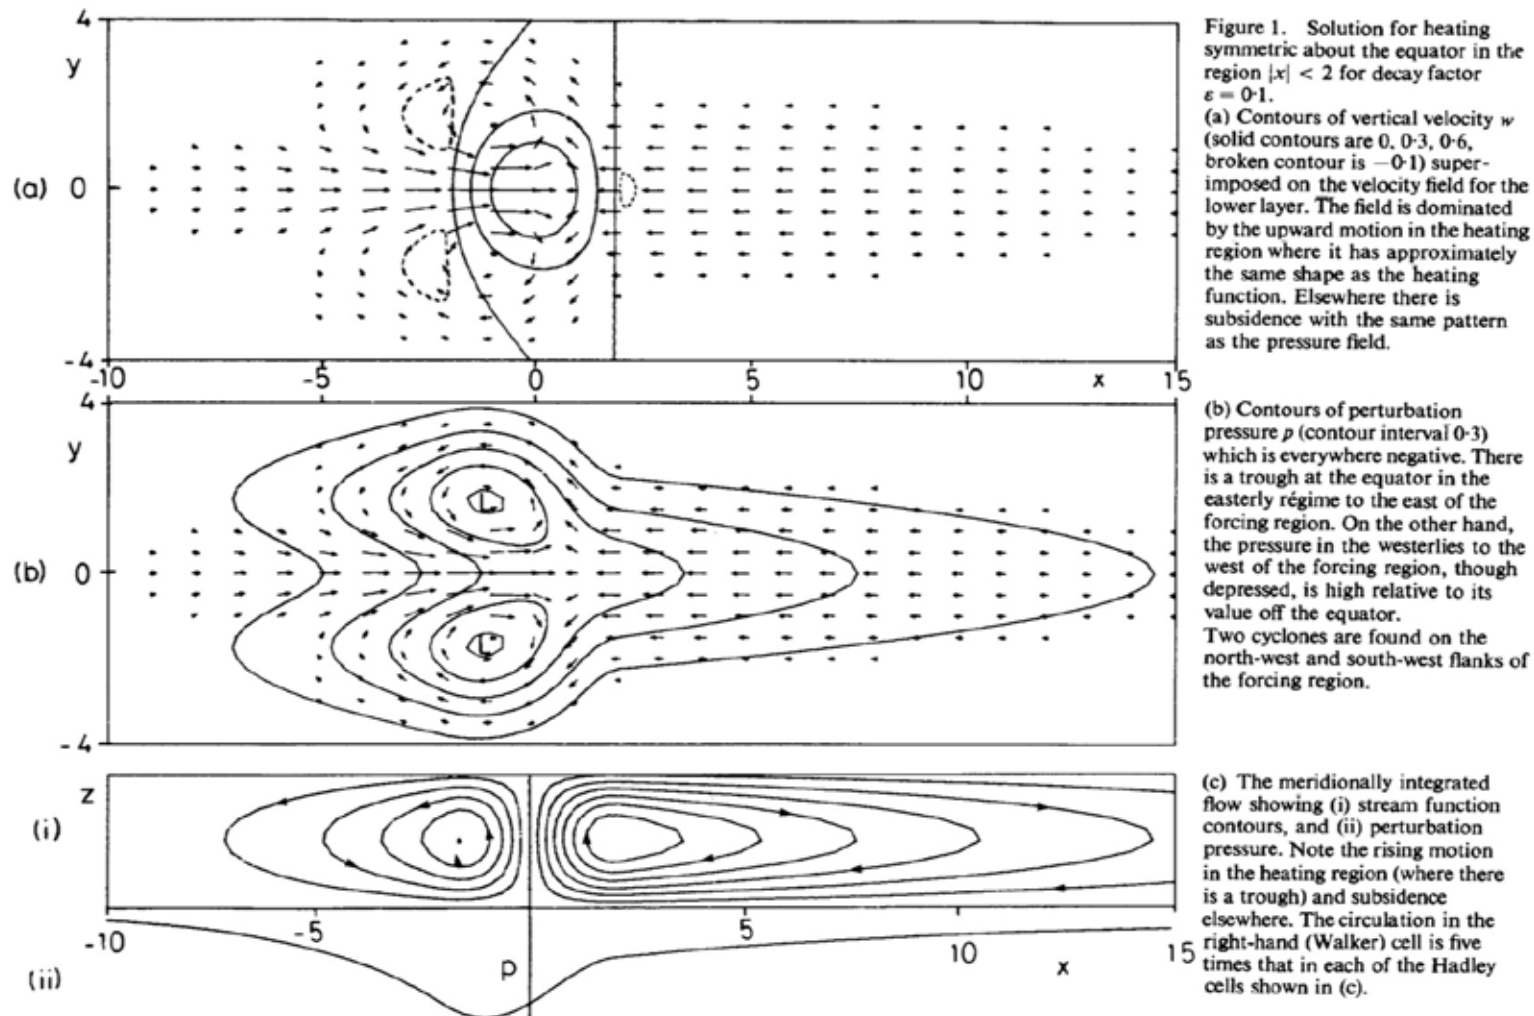 4
y
(a) 0
-4
-10
-5
0
5
10
x
15
Figure 1. Solution for heating
symmetric about the equator in the
region |x| < 2 for decay factor
ε = 0·1.
(a) Contours of vertical velocity w
(solid contours are 0, 0·3, 0·6,
broken contour is −0·1) super-
imposed on the velocity field for the
lower layer. The field is dominated
by the upward motion in the heating
region where it has approximately
the same shape as the heating
function. Elsewhere there is
subsidence with the same pattern
as the pressure field.
4
y
(b) 0
-4
L
L
(b) Contours of perturbation
pressure p (contour interval 0·3)
which is everywhere negative. There
is a trough at the equator in the
easterly régime to the east of the
forcing region. On the other hand,
the pressure in the westerlies to the
west of the forcing region, though
depressed, is high relative to its
value off the equator.
Two cyclones are found on the
north-west and south-west flanks of
the forcing region.
z
(i)
-10
-5
5
10
x
15
p
(ii)
(c) The meridionally integrated
flow showing (i) stream function
contours, and (ii) perturbation
pressure. Note the rising motion
in the heating region (where there
is a trough) and subsidence
elsewhere. The circulation in the
right-hand (Walker) cell is five
times that in each of the Hadley
cells shown in (c).